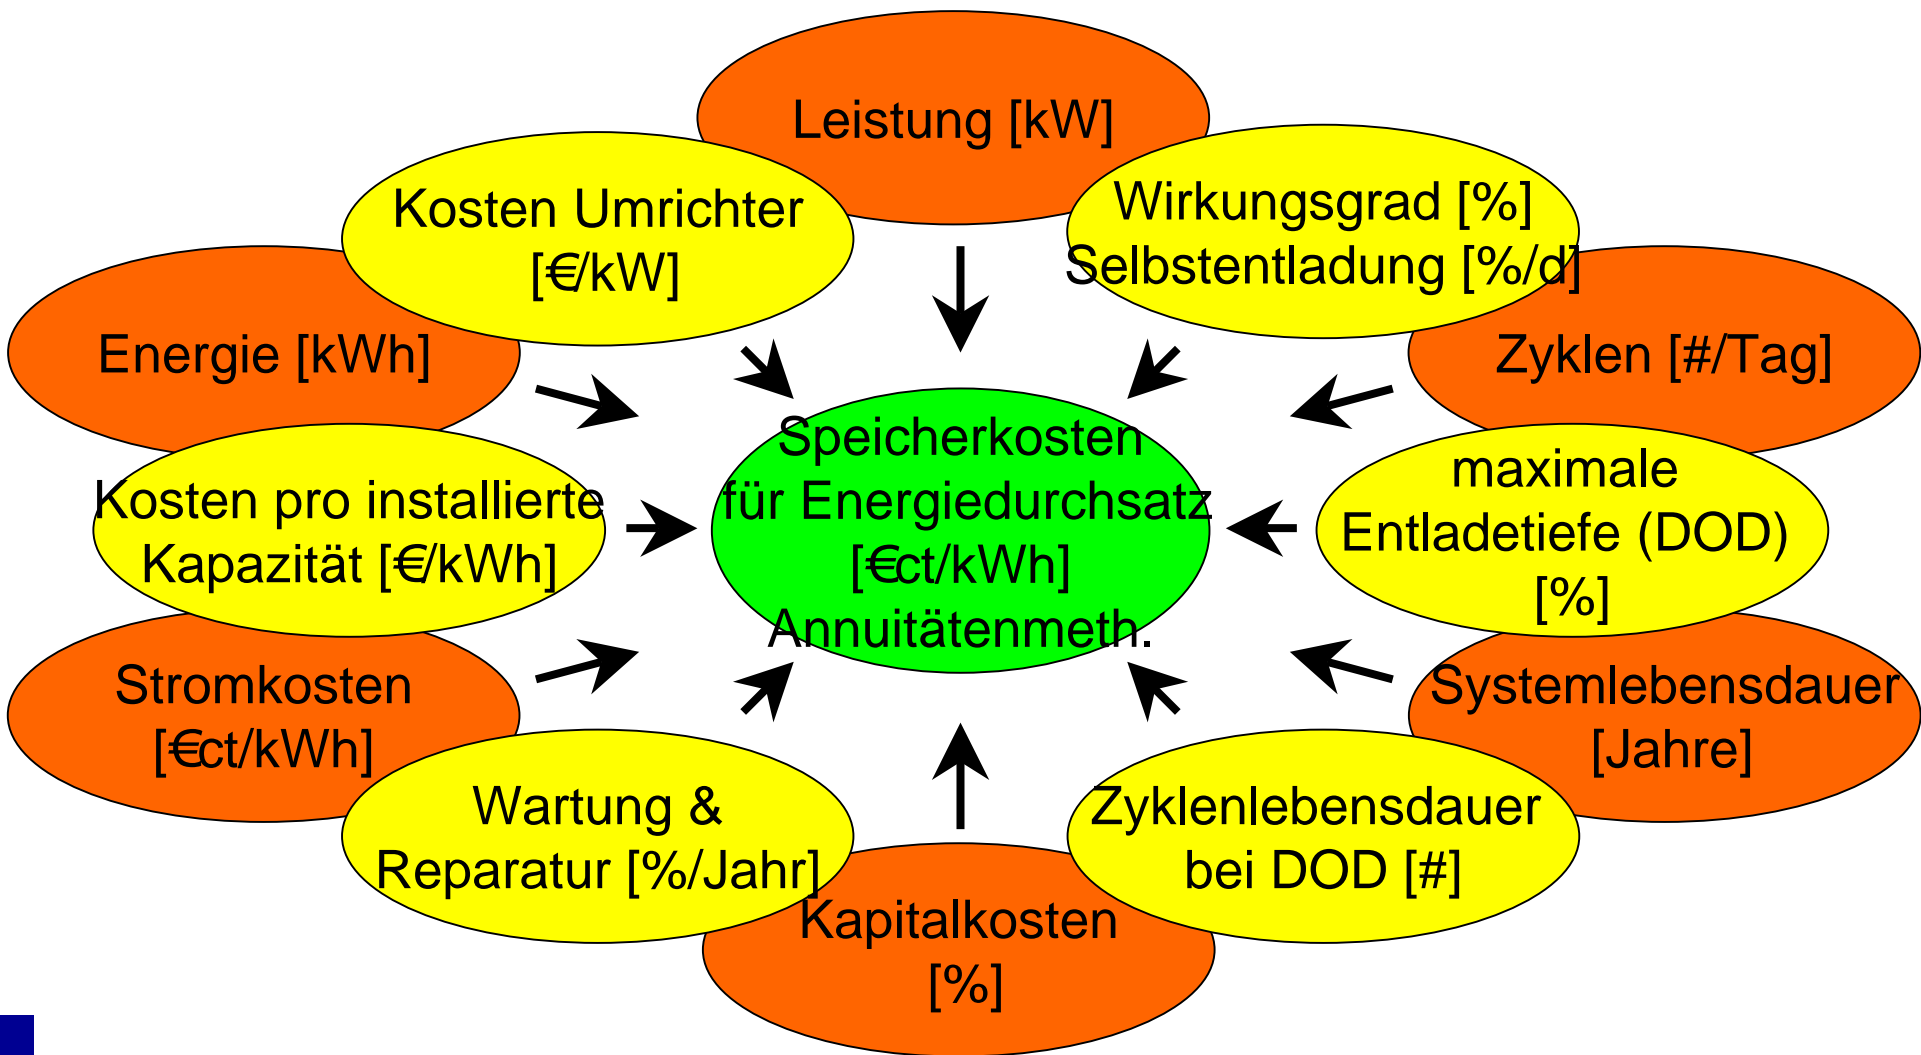 Leistung [kW]
Kosten Umrichter
[€/kW]
Wirkungsgrad [%]
Selbstentladung [%/d]
Energie [kWh]
Zyklen [#/Tag]
Kosten pro installierte
Kapazität [€/kWh]
Speicherkosten
für Energiedurchsatz
[€ct/kWh]
Annuitätenmeth.
maximale
Entladetiefe (DOD)
[%]
Stromkosten
[€ct/kWh]
Systemlebensdauer
[Jahre]
Wartung &
Reparatur [%/Jahr]
Zyklenlebensdauer
bei DOD [#]
Kapitalkosten
[%]